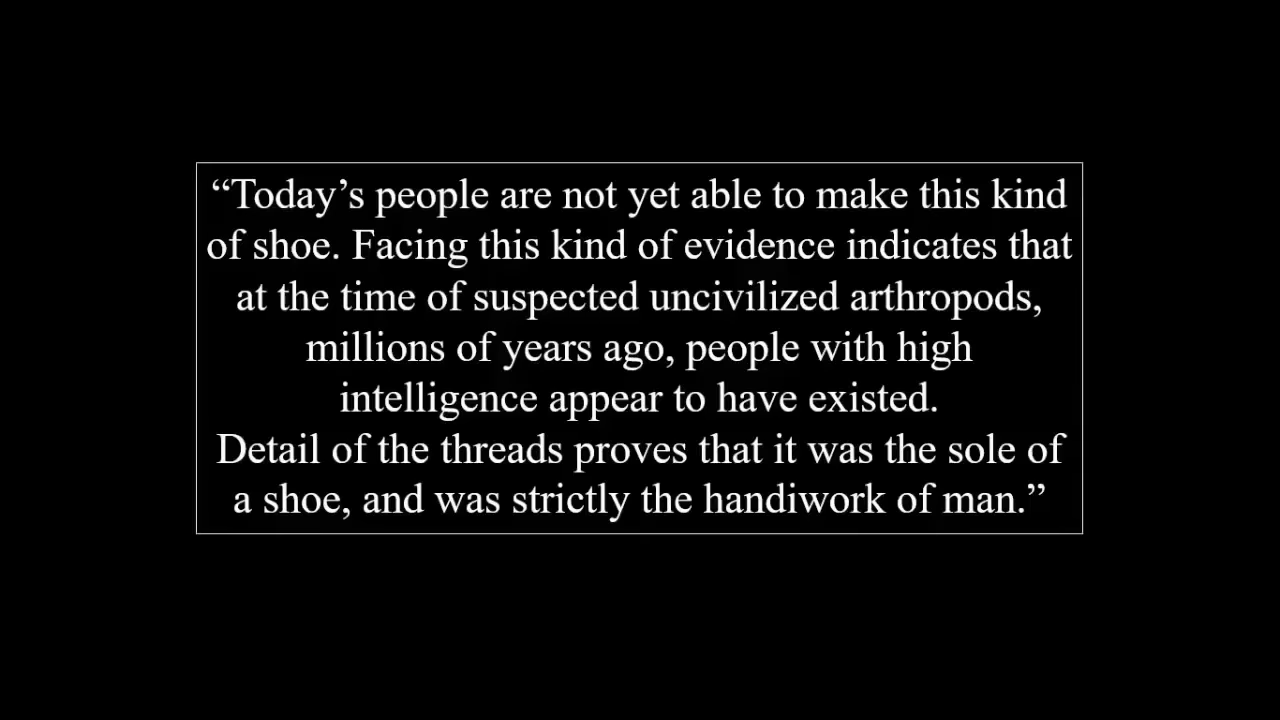 “Today’s people are not yet able to make this kind
of shoe. Facing this kind of evidence indicates that
at the time of suspected uncivilized arthropods,
millions of years ago, people with high
intelligence appear to have existed.
Detail of the threads proves that it was the sole of
a shoe, and was strictly the handiwork of man.”